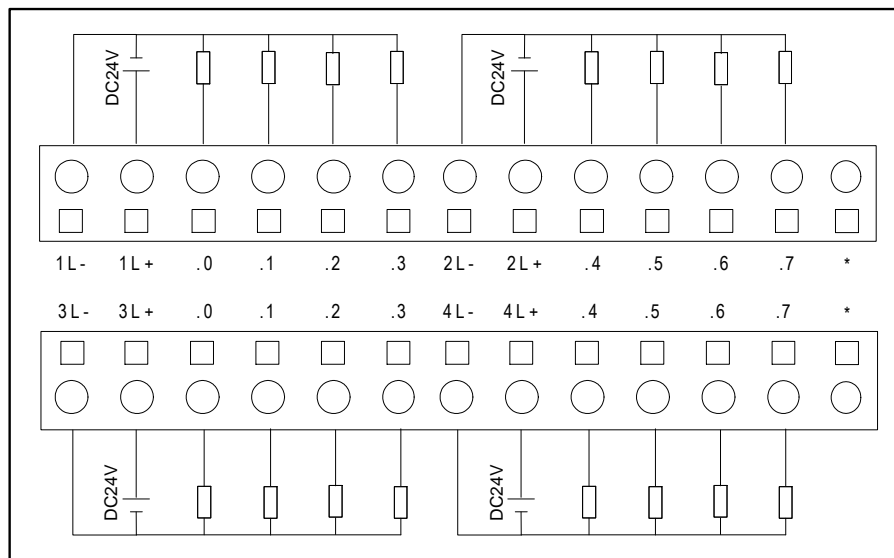 DC24V DC24V
1L- 1L+ .0 .1 .2 .3 2L- 2L+ .4 .5 .6 .7 *
3L- 3L+ .0 .1 .2 .3 4L- 4L+ .4 .5 .6 .7 *
DC24V DC24V